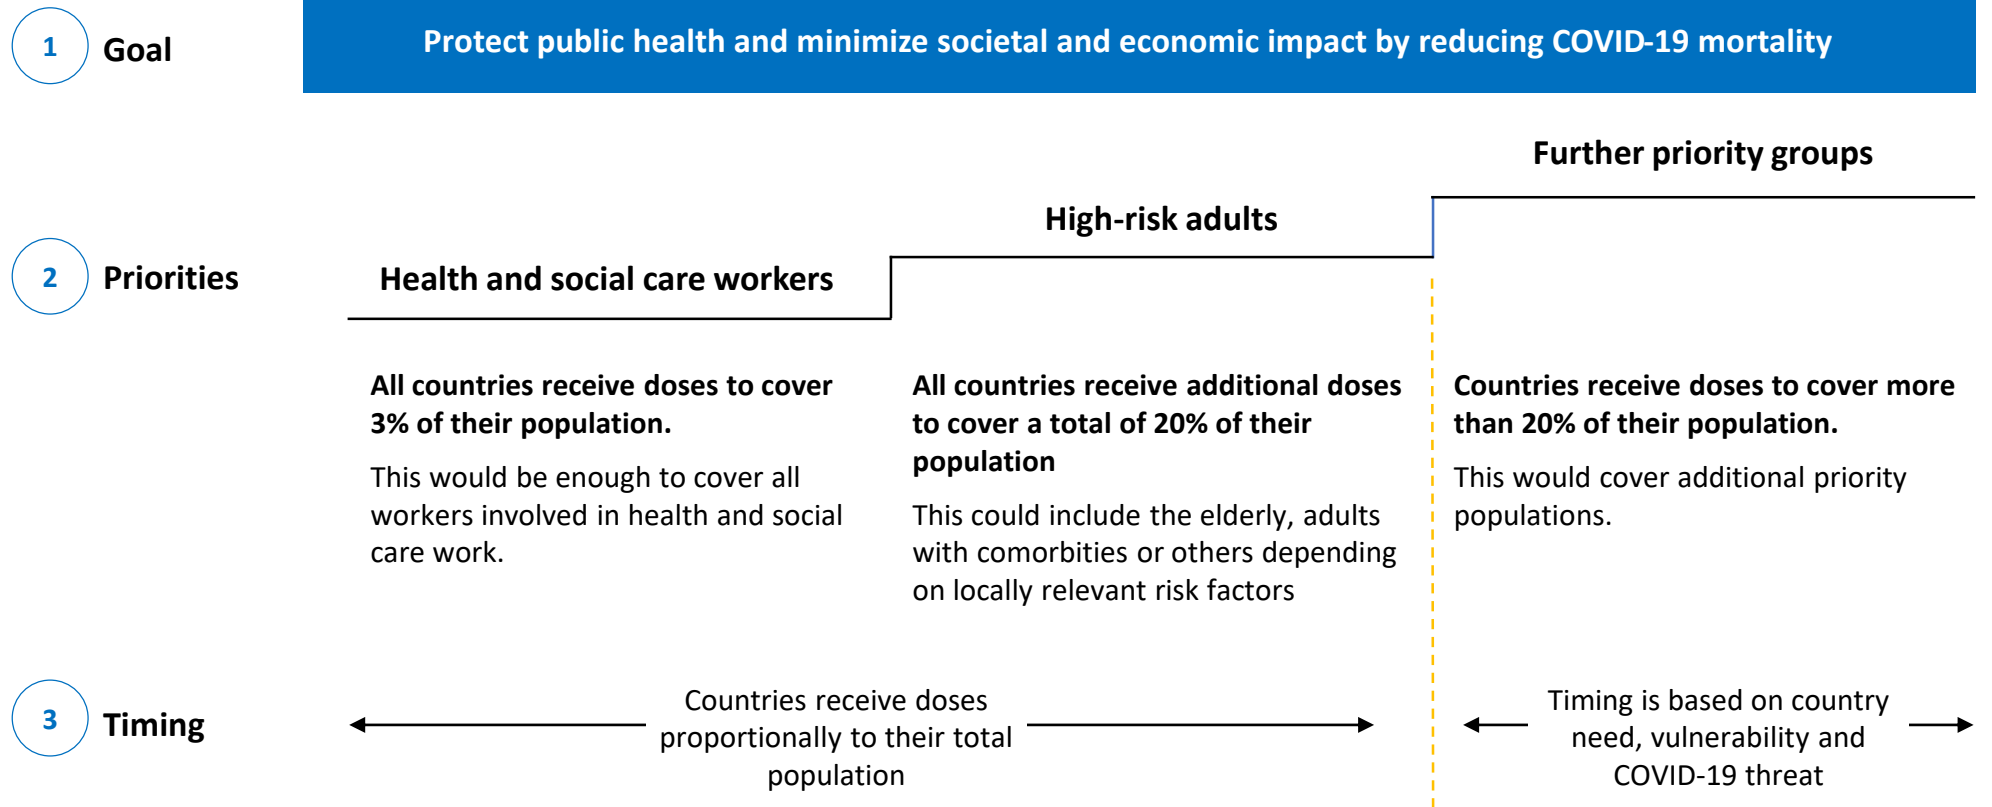 1
Goal
Protect public health and minimize societal and economic impact by reducing COVID-19 mortality
2
Priorities
Health and social care workers
High-risk adults
Further priority groups
All countries receive doses to cover
3% of their population.
This would be enough to cover all
workers involved in health and social
care work.
All countries receive additional doses
to cover a total of 20% of their
population
This could include the elderly, adults
with comorbities or others depending
on locally relevant risk factors
Countries receive doses to cover more
than 20% of their population.
This would cover additional priority
populations.
3
Timing
Countries receive doses
proportionally to their total
population
Timing is based on country
need, vulnerability and
COVID-19 threat